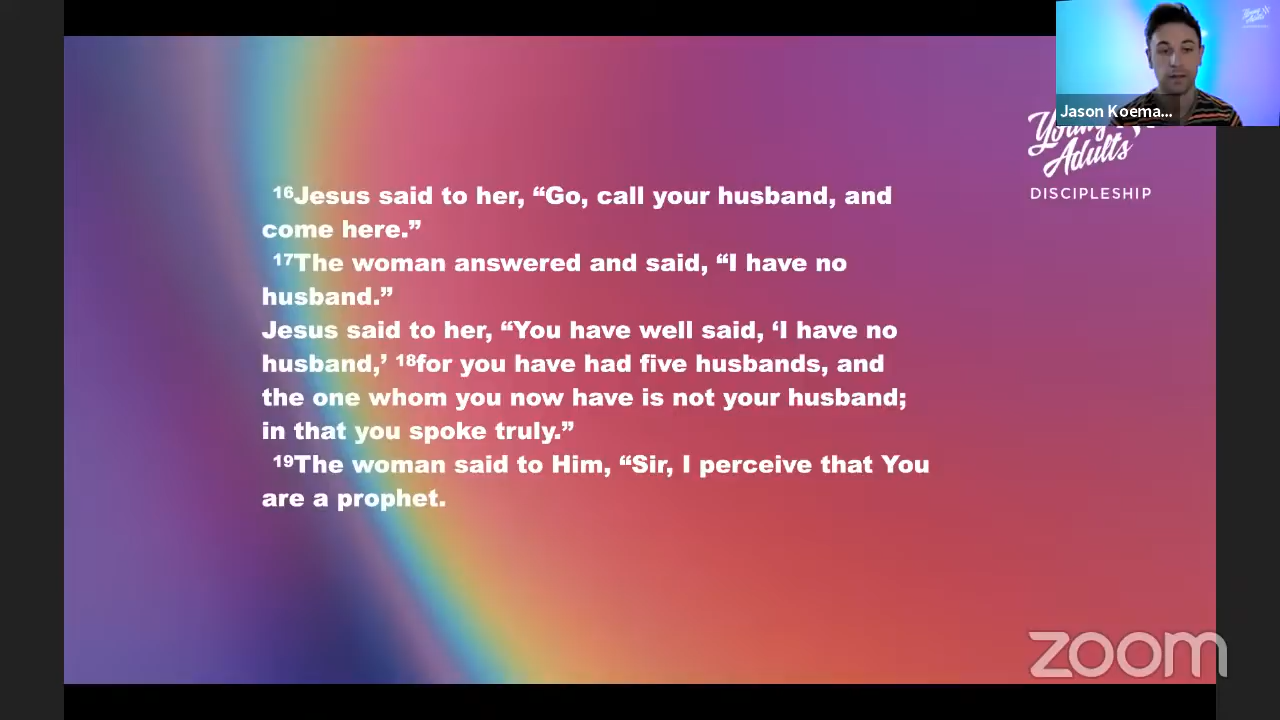 Jason Koema...
Young
Adults
DISCIPLESHIP
¹⁶Jesus said to her, “Go, call your husband, and
come here.”
¹⁷The woman answered and said, “I have no
husband.”
Jesus said to her, “You have well said, ‘I have no
husband,’ ¹⁸for you have had five husbands, and
the one whom you now have is not your husband;
in that you spoke truly.”
¹⁹The woman said to Him, “Sir, I perceive that You
are a prophet.
zoom